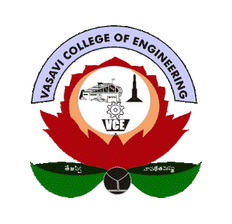 VASAVI COLLEGE OF ENGINEERING
VCE